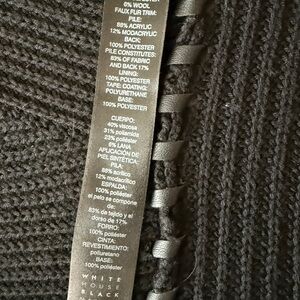 6% WOOL
FAUX FUR TRIM:
PILE:
88% ACRYLIC
12% MODACRYLIC
BACK:
100% POLYESTER
PILE CONSTITUTES:
83% OF FABRIC
AND BACK 17%
LINING:
100% POLYESTER
TAPE: COATING:
POLYURETHANE
BASE:
100% POLYESTER
CUERPO:
40% viscosa
31% poliamida
23% poliéster
6% LANA
APLICACIÓN DE
PIEL SINTÉTICA:
PILA:
88% acrílico
12% modacrílico
ESPALDA:
100% poliéster
el pelo se compone
de:
83% de tejido y el
dorso de 17%
FORRO:
100% poliéster
CINTA:
REVESTIMIENTO:
poliuretano
BASE:
100% poliéster
WHITE
HOUSE
BLACK